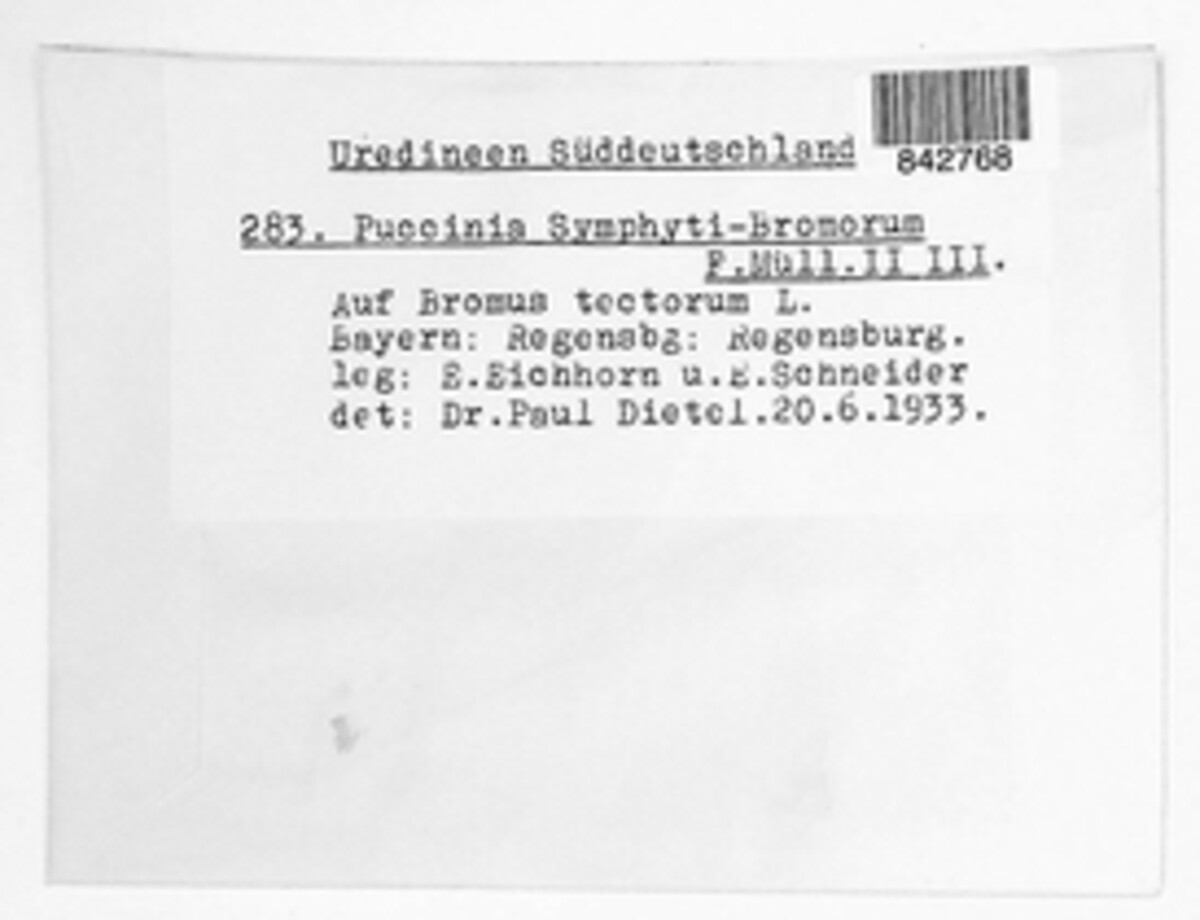 Uredineen Süddeutschland
842768
283. Puccinia Symphyti-Bromorum
F.Müll.II III.
Auf Bromus tectorum L.
Bayern: Regensbg: Regensburg.
leg: E.Eichhorn u.E.Schneider
det: Dr.Paul Dietel.20.6.1933.